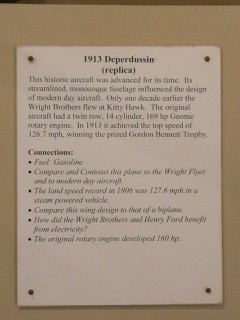 1913 Deperdussin
(replica)
This historic aircraft was advanced for its time. Its
streamlined, monocoque fuselage influenced the design
of modern day aircraft. Only one decade earlier the
Wright Brothers flew at Kitty Hawk. The original
aircraft had a twin row, 14 cylinder, 169 hp Gnome
rotary engine. In 1913 it achieved the top speed of
126.7 mph, winning the prized Gordon Bennett Trophy.
Connections:
• Fuel: Gasoline
• Compare and Contrast this plane to the Wright Flyer
and to modern day aircraft.
• The land speed record in 1906 was 127.6 mph in a
steam powered vehicle.
• Compare this wing design to that of a biplane.
• How did the Wright Brothers and Henry Ford benefit
from electricity?
• The original rotary engine developed 160 hp.